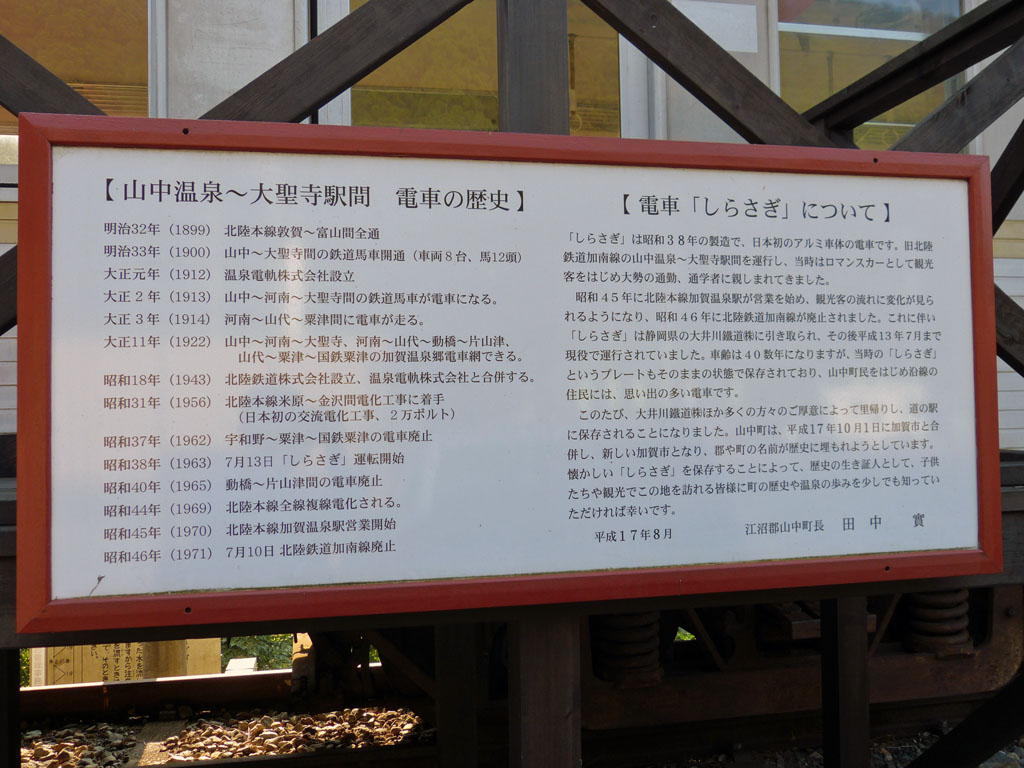 【山中温泉～大聖寺駅間　電車の歴史】
明治32年（1899） 北陸本線敦賀～富山間全通
明治33年（1900） 山中～大聖寺間の鉄道馬車開通（車両８台、馬12頭）
大正元年（1912） 温泉電軌株式会社設立
大正２年（1913） 山中～河南～大聖寺間の鉄道馬車が電車になる。
大正３年（1914） 河南～山代～粟津間に電車が走る。
大正11年（1922） 山中～河南～大聖寺、河南～山代～動橋～片山津、
山代～粟津～国鉄粟津の加賀温泉郷電車網できる。
昭和18年（1943） 北陸鉄道株式会社設立、温泉電軌株式会社と合併する。
昭和31年（1956） 北陸本線米原～金沢間電化工事に着手
（日本初の交流電化工事、２万ボルト）
昭和37年（1962） 宇和野～粟津～国鉄粟津の電車廃止
昭和38年（1963） 7月13日「しらさぎ」運転開始
昭和40年（1965） 動橋～片山津間の電車廃止
昭和44年（1969） 北陸本線全線複線電化される。
昭和45年（1970） 北陸本線加賀温泉駅営業開始
昭和46年（1971） 7月10日 北陸鉄道加南線廃止
【電車「しらさぎ」について】
「しらさぎ」は昭和３８年の製造で、日本初のアルミ車体の電車です。旧北陸
鉄道加南線の山中温泉～大聖寺駅間を運行し、当時はロマンスカーとして観光
客をはじめ大勢の通勤、通学者に親しまれてきました。
昭和４５年に北陸本線加賀温泉駅が営業を始め、観光客の流れに変化が見ら
れるようになり、昭和４６年に北陸鉄道加南線が廃止されました。これに伴い
「しらさぎ」は静岡県の大井川鐵道㈱に引き取られ、その後平成１３年７月まで
現役で運行されていました。車齢は４０数年になりますが、当時の「しらさぎ」
というプレートもそのままの状態で保存されており、山中町民をはじめ沿線の
住民には、思い出の多い電車です。
このたび、大井川鐵道㈱ほか多くの方々のご厚意によって里帰りし、道の駅
に保存されることになりました。山中町は、平成１７年１０月１日に加賀市と合
併し、新しい加賀市となり、郡や町の名前が歴史に埋もれようとしています。
懐かしい「しらさぎ」を保存することによって、歴史の生き証人として、子供
たちや観光でこの地を訪れる皆様に町の歴史や温泉の歩みを少しでも知ってい
ただければ幸いです。
平成１７年８月　江沼郡山中町長　田中　實